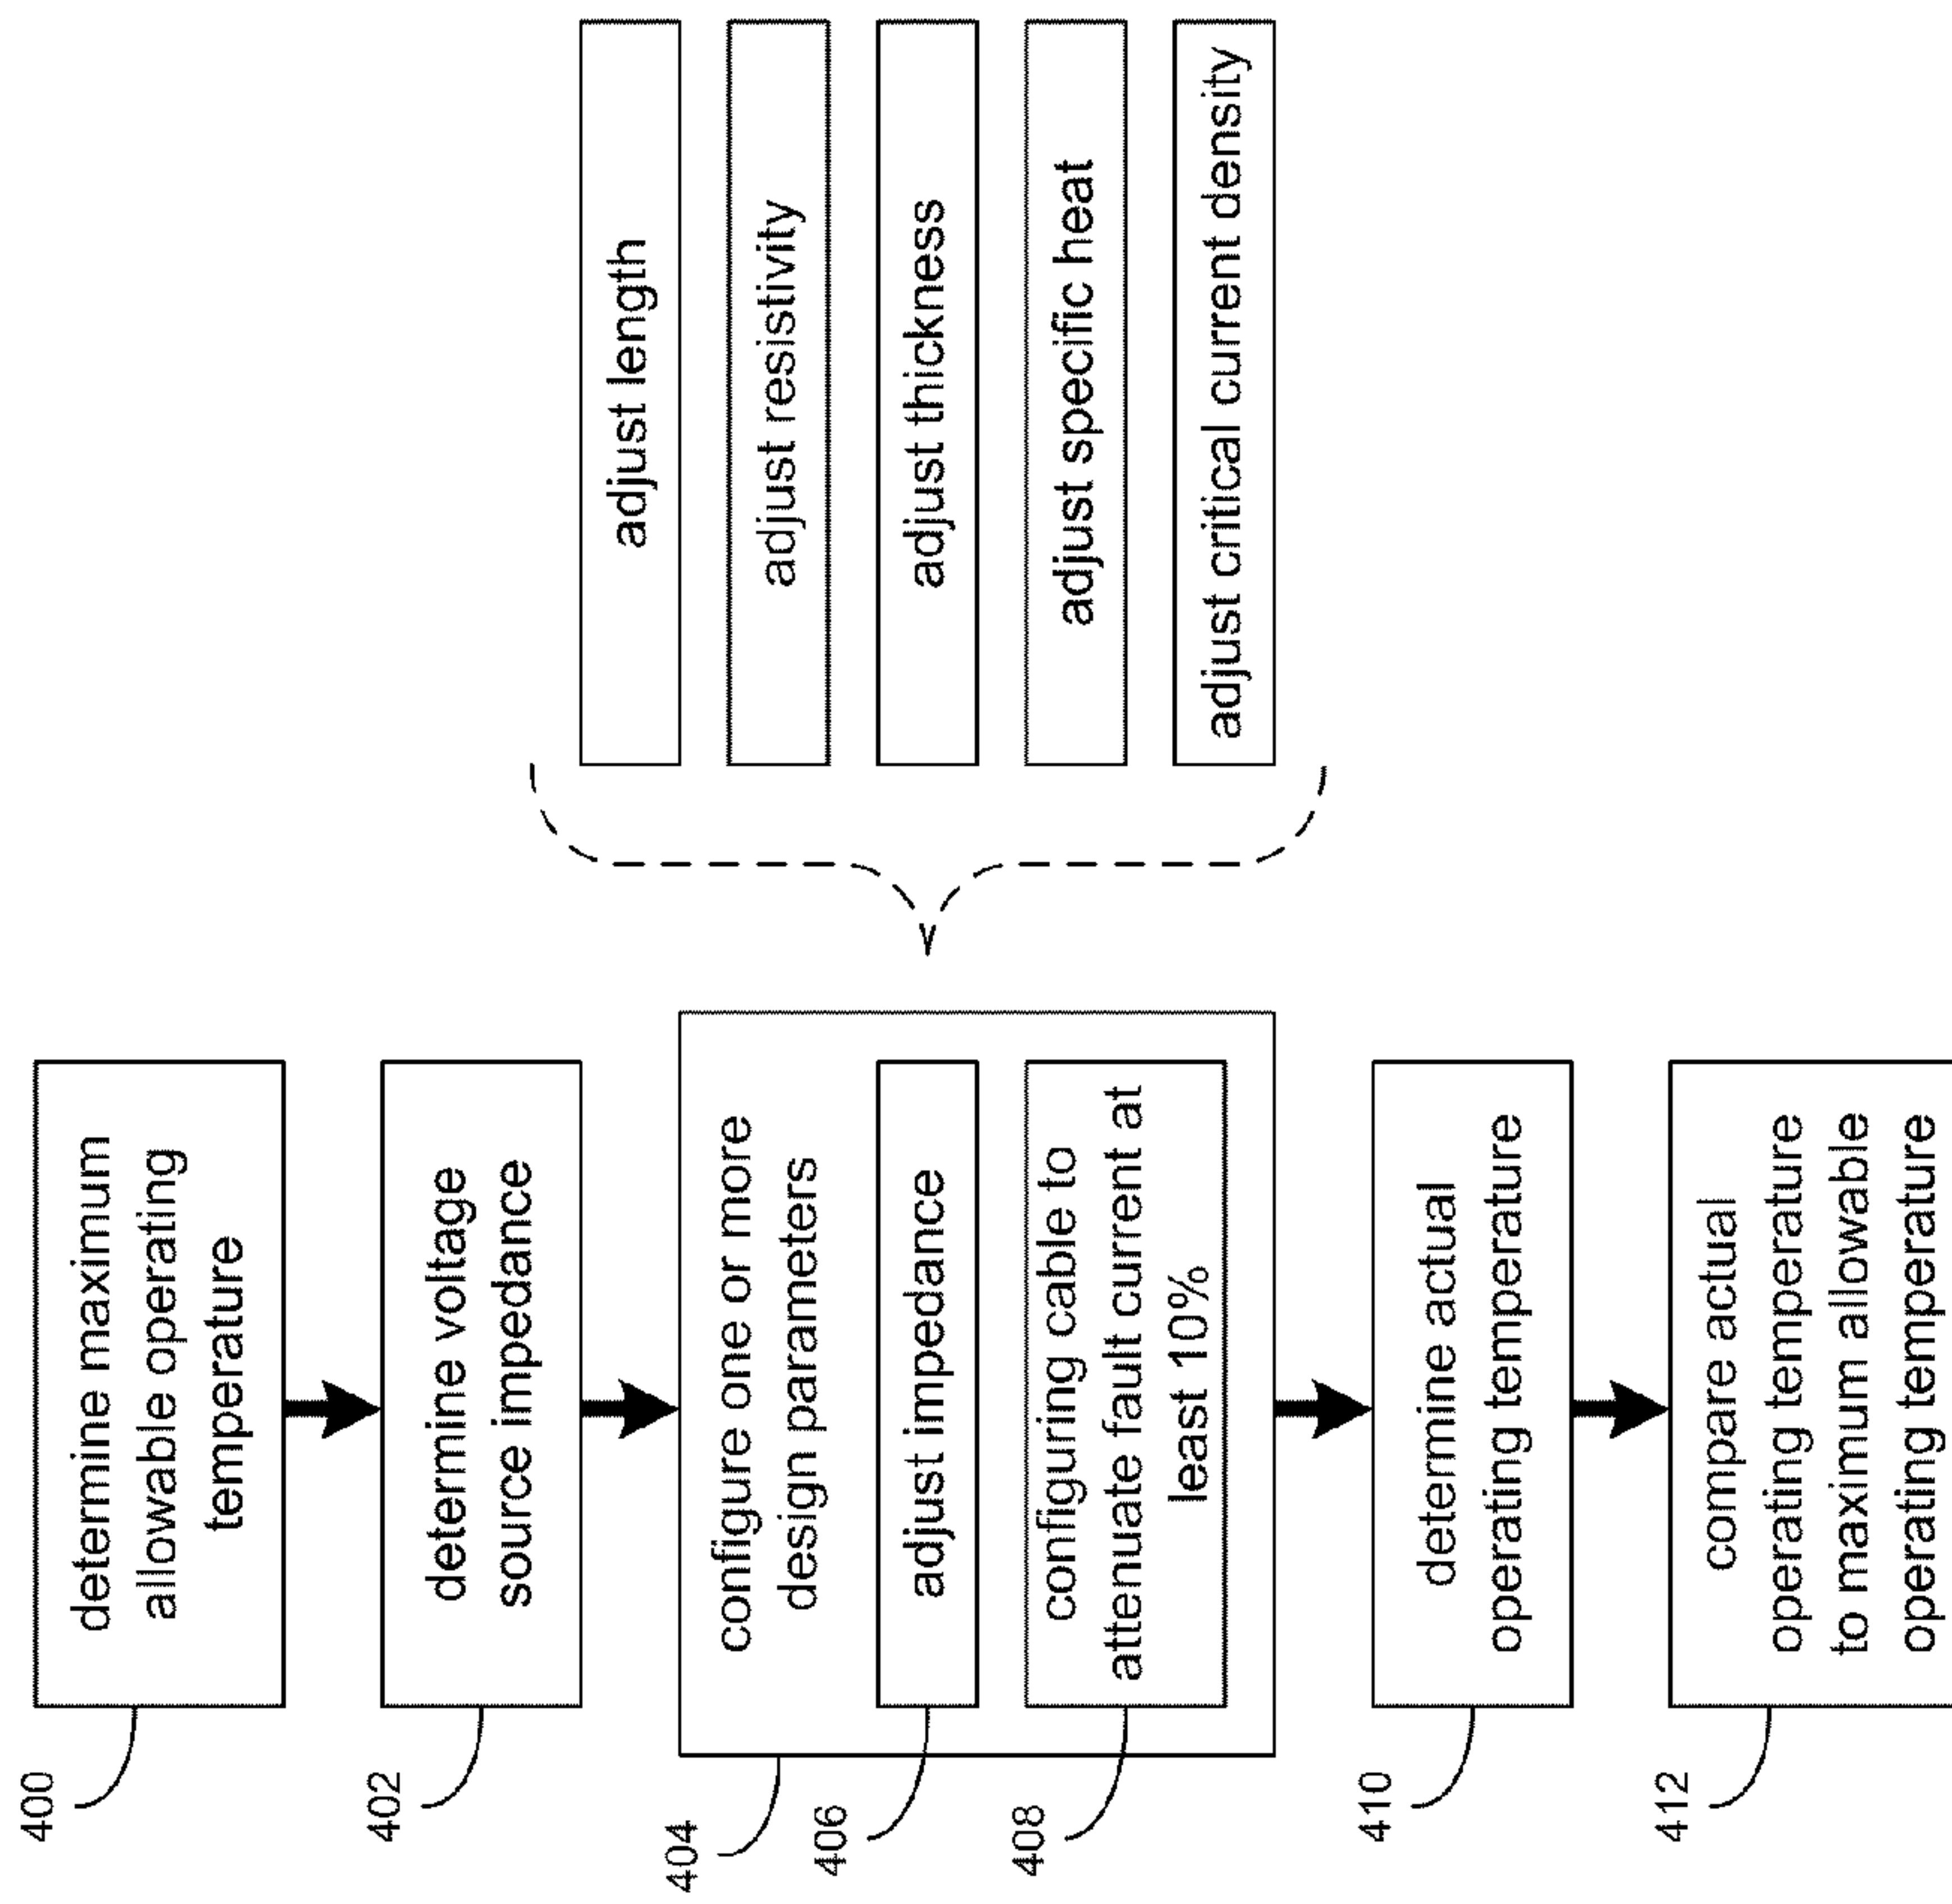 400
determine maximum
allowable operating
temperature
402
determine voltage
source impedance
404
configure one or more
design parameters
406
adjust impedance
408
configuring cable to
attenuate fault current at
least 10%
410
determine actual
operating temperature
412
compare actual
operating temperature
to maximum allowable
operating temperature
adjust length
adjust resistivity
adjust thickness
adjust specific heat
adjust critical current density